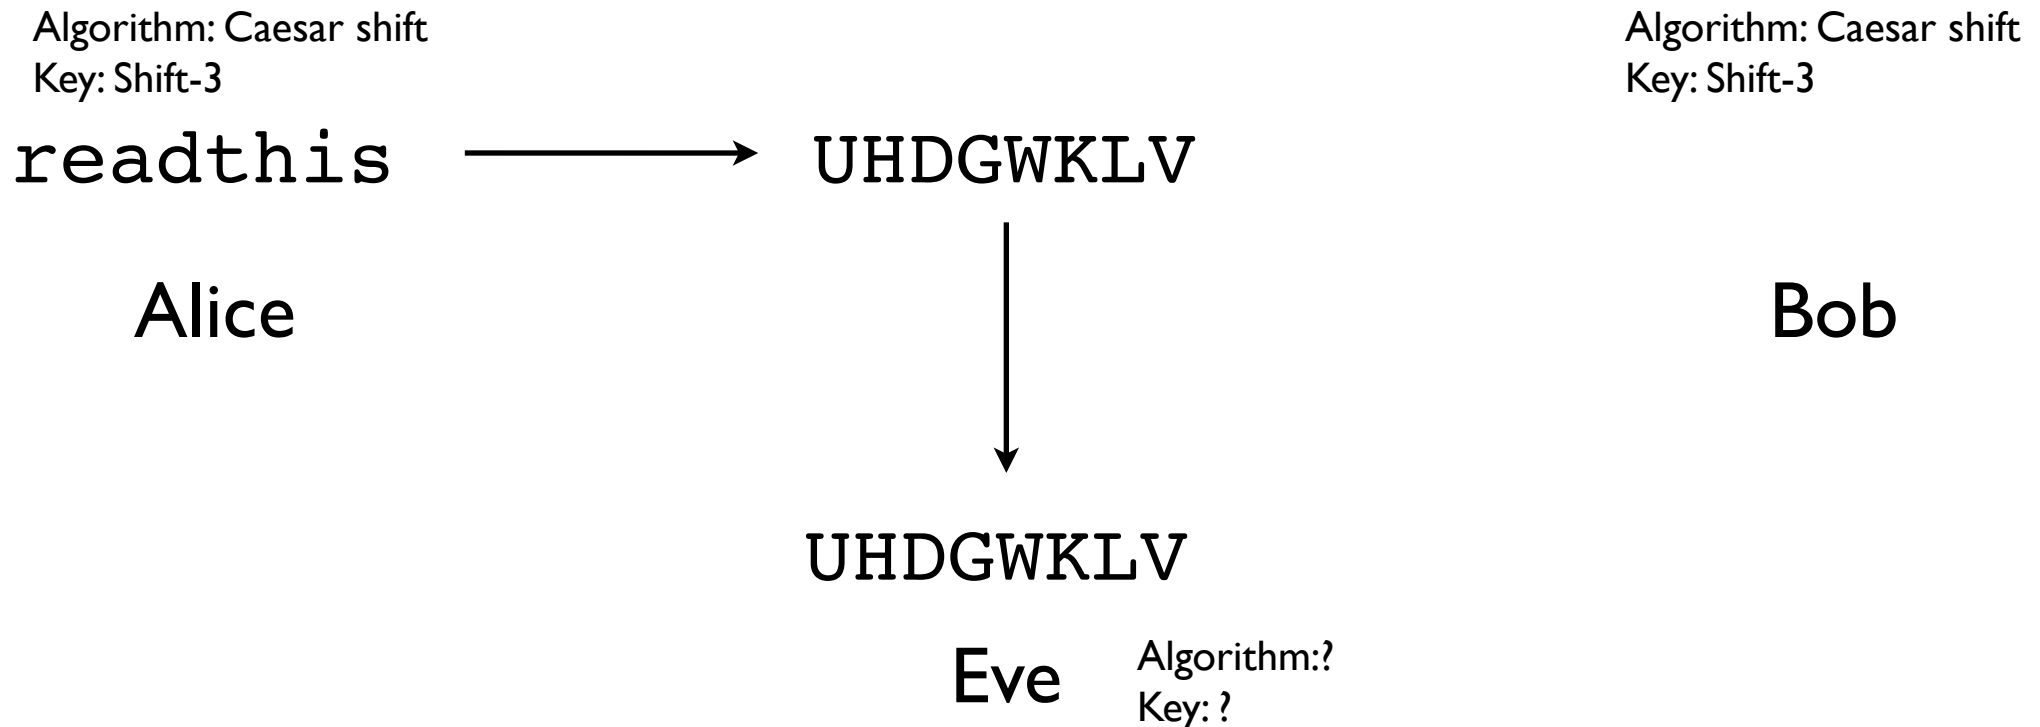 Algorithm: Caesar shift
Key: Shift-3
Algorithm: Caesar shift
Key: Shift-3
readthis
UHDGWKLV
Alice
Bob
UHDGWKLV
Eve
Algorithm:?
Key: ?